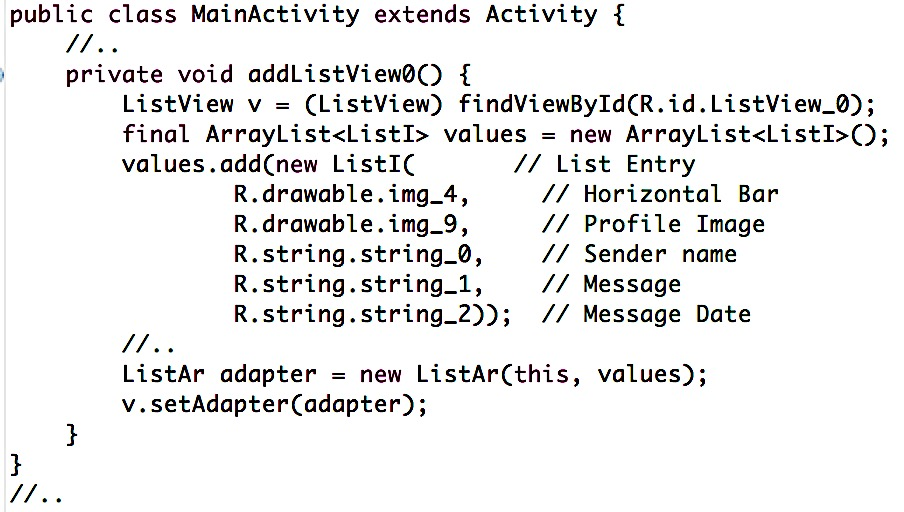 public class MainActivity extends Activity {
    //..
    private void addListView0() {
        ListView v = (ListView) findViewById(R.id.ListView_0);
        final ArrayList<ListI> values = new ArrayList<ListI>();
        values.add(new ListI(       // List Entry
                R.drawable.img_4,     // Horizontal Bar
                R.drawable.img_9,     // Profile Image
                R.string.string_0,    // Sender name
                R.string.string_1,    // Message
                R.string.string_2));  // Message Date
        //..
        ListAr adapter = new ListAr(this, values);
        v.setAdapter(adapter);
    }
}
//..